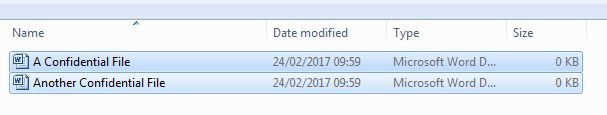 Name Date modified Type Size
A Confidential File 24/02/2017 09:59 Microsoft Word D... 0 KB
Another Confidential File 24/02/2017 09:59 Microsoft Word D... 0 KB